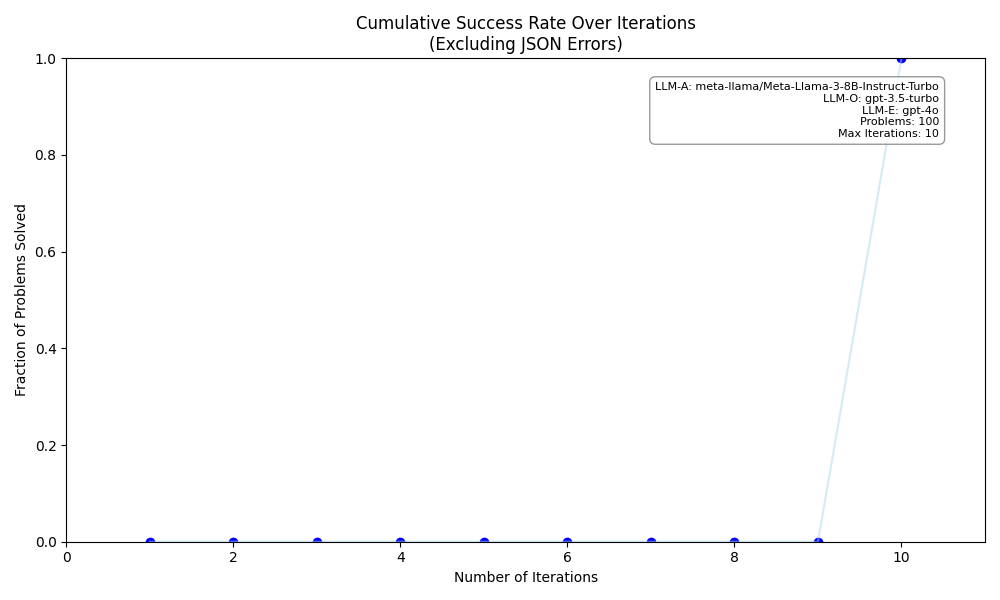 Cumulative Success Rate Over Iterations
(Excluding JSON Errors)
1.0
0.8
0.6
0.4
0.2
0.0
Fraction of Problems Solved
LLM-A: meta-llama/Meta-Llama-3-8B-Instruct-Turbo
LLM-O: gpt-3.5-turbo
LLM-E: gpt-4o
Problems: 100
Max Iterations: 10
0 2 4 6 8 10
Number of Iterations